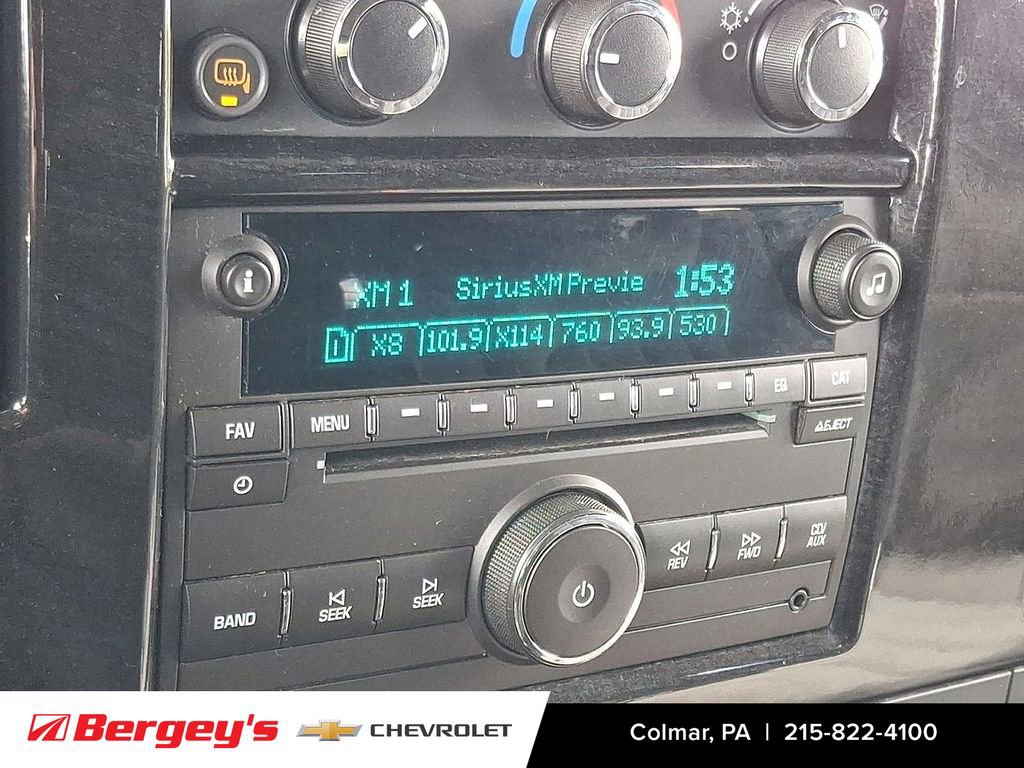 XM 1 SiriusXM Previe 1:53
X8 101.9 X114 760 93.9 530
FAV MENU EQ CAT
EJECT
REV FWD CD/
AUX
BAND SEEK SEEK
Bergey's CHEVROLET Colmar, PA | 215-822-4100